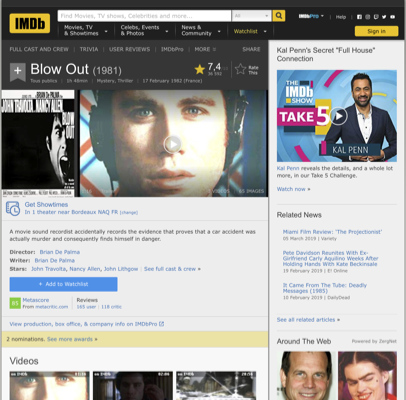 IMDb
Find Movies, TV shows, Celebrities and more...
All
IMDbPro
Help
Movies, TV
& Showtimes
Celebs, Events
& Photos
News &
Community
Watchlist
Sign in
FULL CAST AND CREW | TRIVIA | USER REVIEWS | IMDbPro | MORE
SHARE
Blow Out (1981)
7,4
Rate
This
Tous publics | 1h 48min | Mystery, Thriller | 17 February 1982 (France)
JOHN TRAVOLTA NANCY ALLEN
Get Showtimes
In 1 theater near Bordeaux NAQ FR [change]
A movie sound recordist accidentally records the evidence that proves that a car accident was
actually murder and consequently finds himself in danger.
Director: Brian De Palma
Writer: Brian De Palma
Stars: John Travolta, Nancy Allen, John Lithgow | See full cast & crew »
+ Add to Watchlist
Metascore
From metacritic.com
Reviews
165 user | 116 critic
View production, box office, & company info on IMDbPro
2 nominations. See more awards »
Videos
Kal Penn's Secret "Full House"
Connection
THE IMDb SHOW
TAKE 5
KAL PENN
Kal Penn reveals the details, and a whole lot
more, in our Take 5 Challenge.
Watch now »
Related News
Miami Film Review: 'The Projectionist'
05 March 2019 | Variety
Pete Davidson Reunites With Ex-
Girlfriend Carly Aquilino Weeks After
Holding Hands With Kate Beckinsale
19 February 2019 | E! Online
It Came From The Tube: Deadly
Messages (1985)
10 February 2019 | DailyDead
See all related articles »
Around The Web
Powered by ZergNet